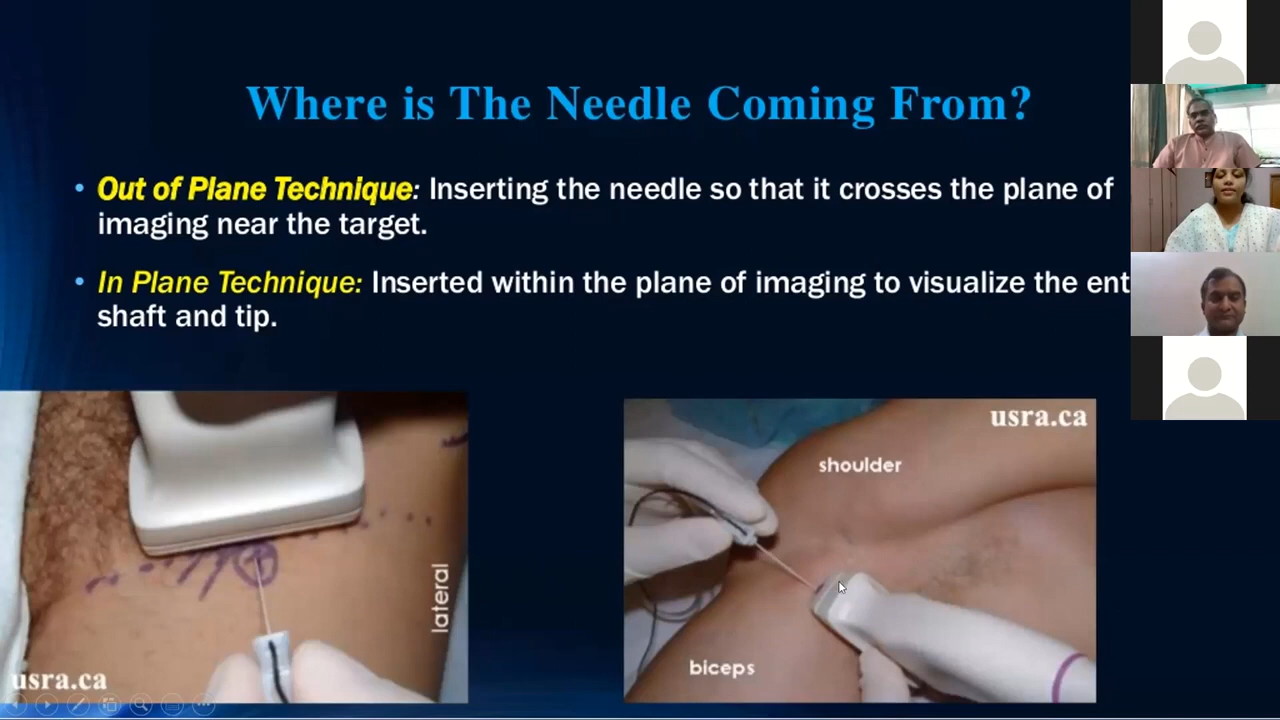 Where is The Needle Coming From?
• Out of Plane Technique: Inserting the needle so that it crosses the plane of
imaging near the target.
• In Plane Technique: Inserted within the plane of imaging to visualize the ent
shaft and tip.
usra.ca
shoulder
lateral
biceps
usra.ca